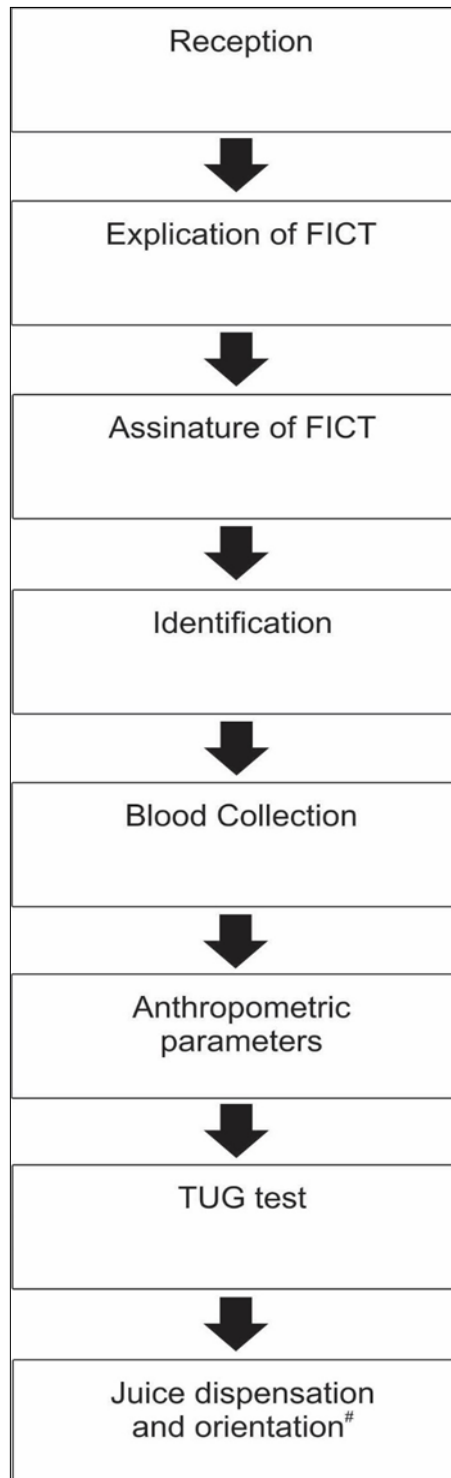 Reception
Explication of FICT
Assinature of FICT
Identification
Blood Collection
Anthropometric
parameters
TUG test
Juice dispensation
and orientation#